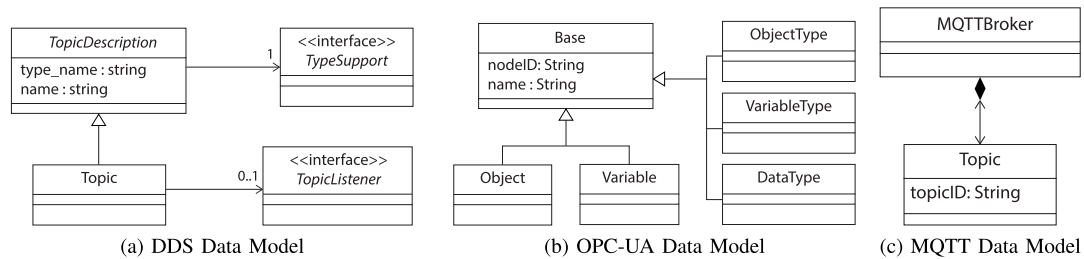 TopicDescription
type_name : string
name : string
1
<<interface>>
TypeSupport
Topic
0..1
<<interface>>
TopicListener
(a) DDS Data Model
Base
nodeID: String
name : String
ObjectType
VariableType
DataType
Object
Variable
(b) OPC-UA Data Model
MQTTBroker
Topic
topicID: String
(c) MQTT Data Model